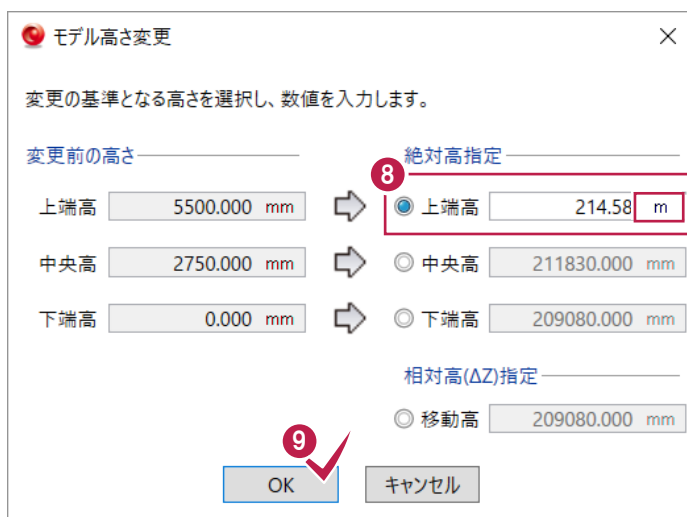 モデル高さ変更
変更の基準となる高さを選択し、数値を入力します。
変更前の高さ
絶対高指定
8
上端高 5500.000 mm 上端高 214.58 m
中央高 2750.000 mm 中央高 211830.000 mm
下端高 0.000 mm 下端高 209080.000 mm
相対高(ΔZ)指定
移動高 209080.000 mm
9
OK キャンセル